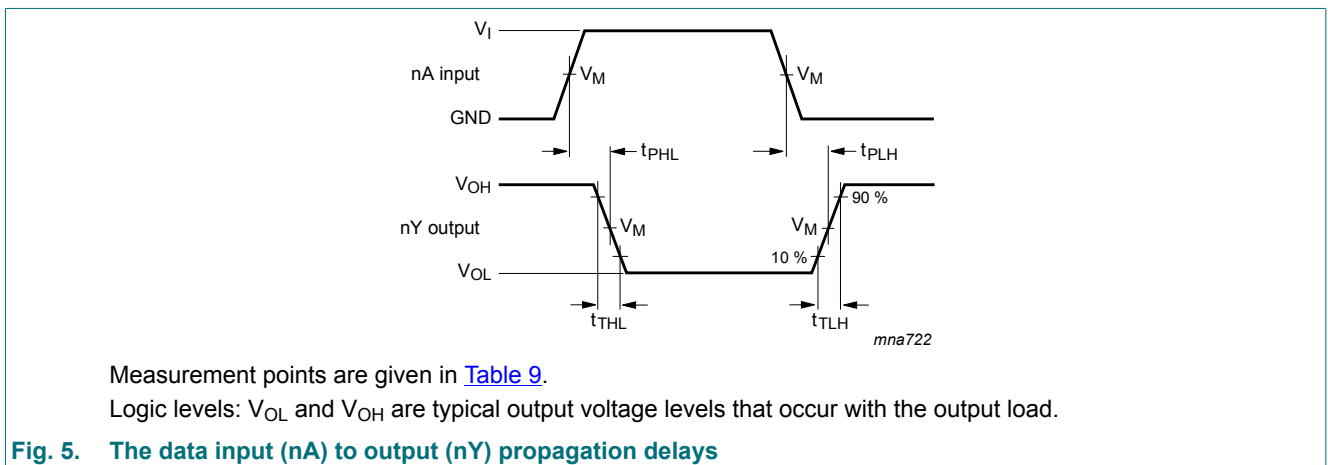 VI
nA input
VM
VM
GND
tPHL
tPLH
VOH
90 %
nY output
VM
VM
10 %
VOL
tTHL
tTLH
mna722
Measurement points are given in Table 9.
Logic levels: VOL and VOH are typical output voltage levels that occur with the output load.
Fig. 5. The data input (nA) to output (nY) propagation delays